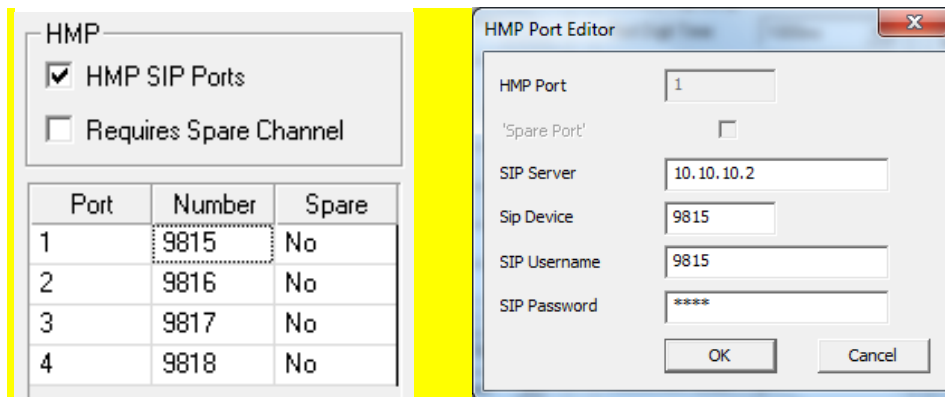 HMP
HMP SIP Ports
Requires Spare Channel
Port Number Spare
1 9815 No
2 9816 No
3 9817 No
4 9818 No
HMP Port Editor
HMP Port 1
'Spare Port'
SIP Server 10.10.10.2
Sip Device 9815
SIP Username 9815
SIP Password ****
OK Cancel